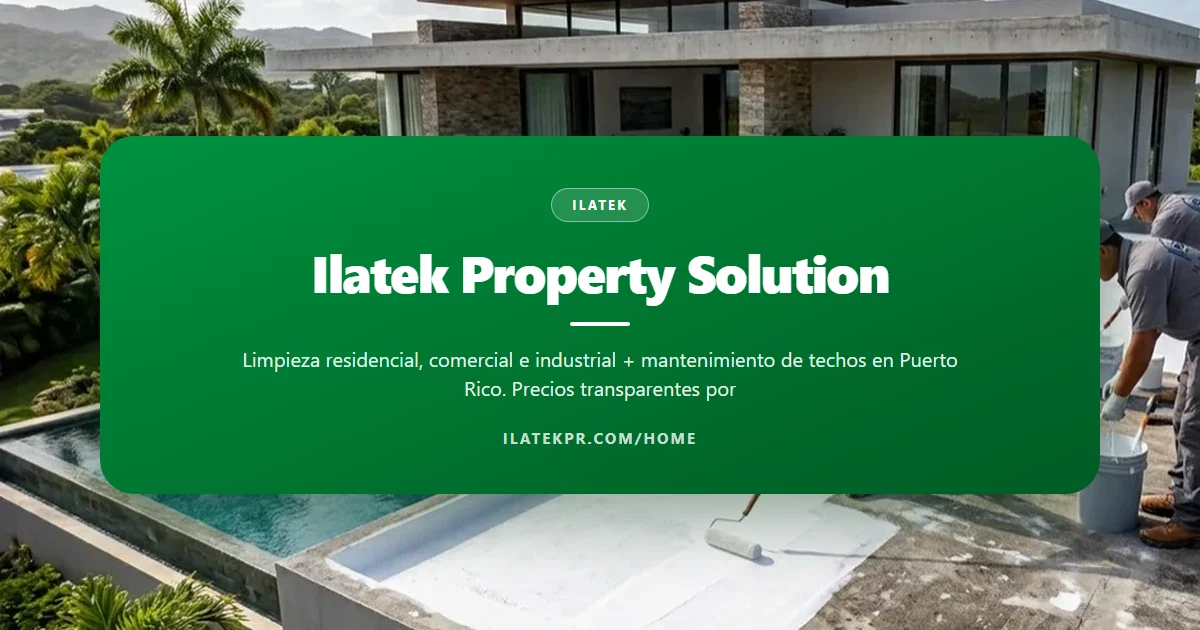 ILATEK
Ilatek Property Solution
Limpieza residencial, comercial e industrial + mantenimiento de techos en Puerto
Rico. Precios transparentes por
ILATEKPR.COM/HOME